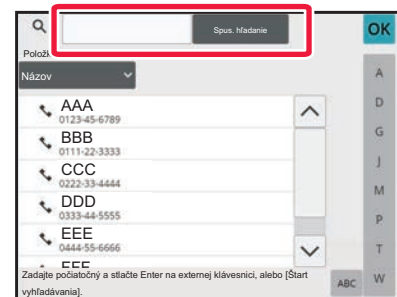 Spus. hľadanie
OK
Položk
Názov
A
D
G
J
M
P
T
W
AAA
0123-45-6789
BBB
0111-22-3333
CCC
0222-33-4444
DDD
0333-44-5555
EEE
0444-55-6666
FFF
Zadajte počiatočný a stlačte Enter na externej klávesnici, alebo [Štart
vyhľadávania].
ABC